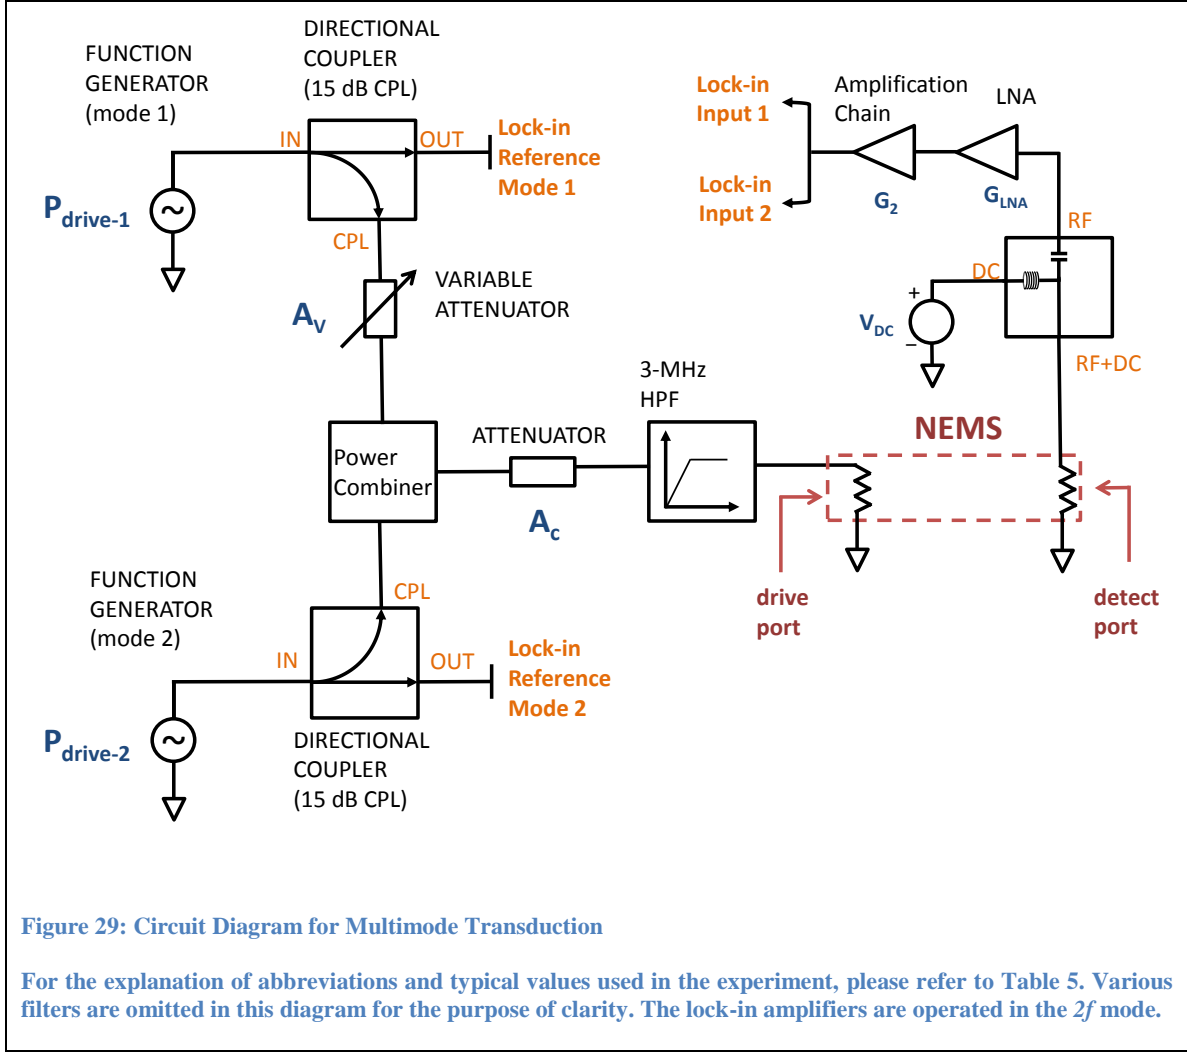 FUNCTION
GENERATOR
(mode 1)
DIRECTIONAL
COUPLER
(15 dB CPL)
IN
OUT
Lock-in
Reference
Mode 1
Pdrive-1
CPL
VARIABLE
ATTENUATOR
AV
Lock-in
Input 1
Lock-in
Input 2
Amplification
Chain
LNA
G2
GLNA
RF
DC
+
VDC
−
RF+DC
3-MHz
HPF
NEMS
ATTENUATOR
Power
Combiner
Ac
drive
port
detect
port
FUNCTION
GENERATOR
(mode 2)
CPL
IN
OUT
Lock-in
Reference
Mode 2
Pdrive-2
DIRECTIONAL
COUPLER
(15 dB CPL)
Figure 29: Circuit Diagram for Multimode Transduction
For the explanation of abbreviations and typical values used in the experiment, please refer to Table 5. Various
filters are omitted in this diagram for the purpose of clarity. The lock-in amplifiers are operated in the 2f mode.